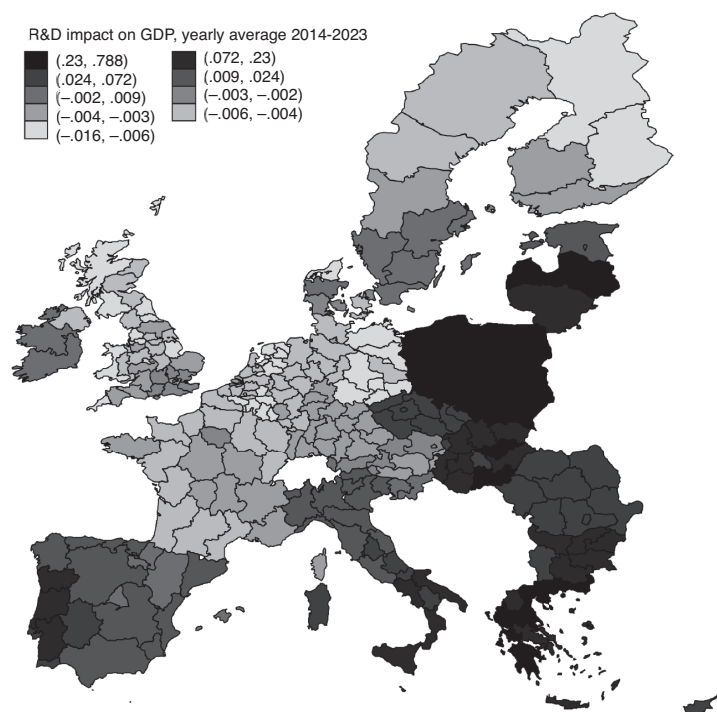 R&D impact on GDP, yearly average 2014-2023
(.23, .788) (.072, .23)
(.024, .072) (.009, .024)
(−.002, .009) (−.003, −.002)
(−.004, −.003) (−.006, −.004)
(−.016, −.006)